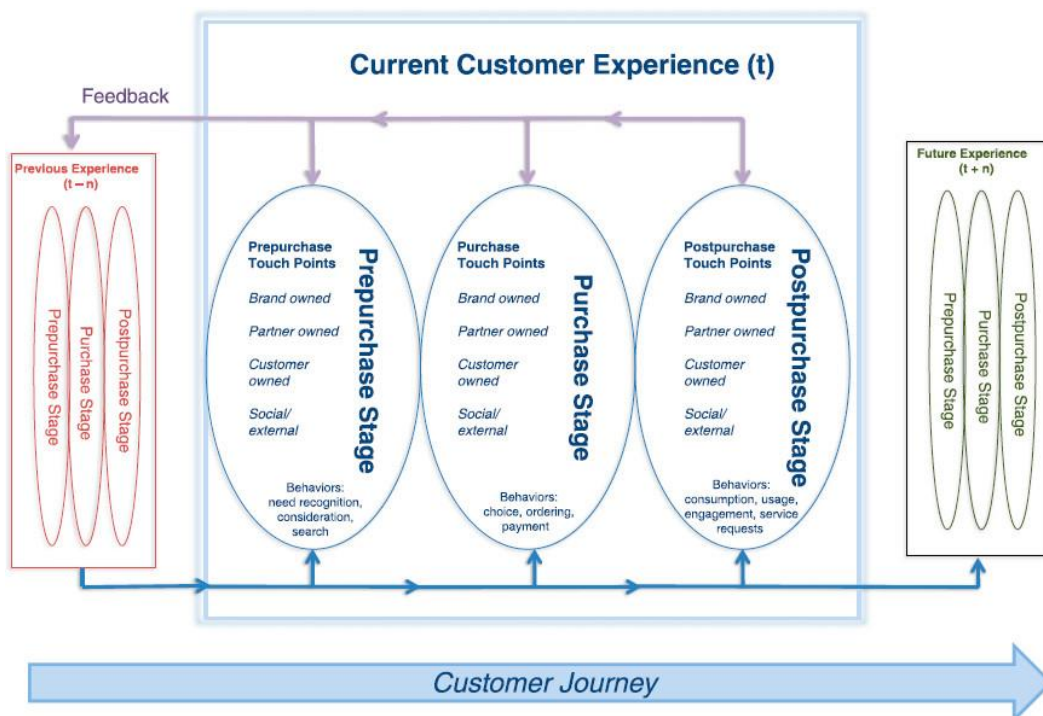 Current Customer Experience (t)
Feedback
Previous Experience
(t – n)
Prepurchase Stage
Purchase Stage
Postpurchase Stage
Prepurchase
Touch Points
Brand owned
Partner owned
Customer
owned
Social/
external
Prepurchase Stage
Behaviors:
need recognition,
consideration,
search
Purchase
Touch Points
Brand owned
Partner owned
Customer
owned
Social/
external
Purchase Stage
Behaviors:
choice, ordering,
payment
Postpurchase
Touch Points
Brand owned
Partner owned
Customer
owned
Social/
external
Postpurchase Stage
Behaviors:
consumption, usage,
engagement, service
requests
Future Experience
(t + n)
Prepurchase Stage
Purchase Stage
Postpurchase Stage
Customer Journey